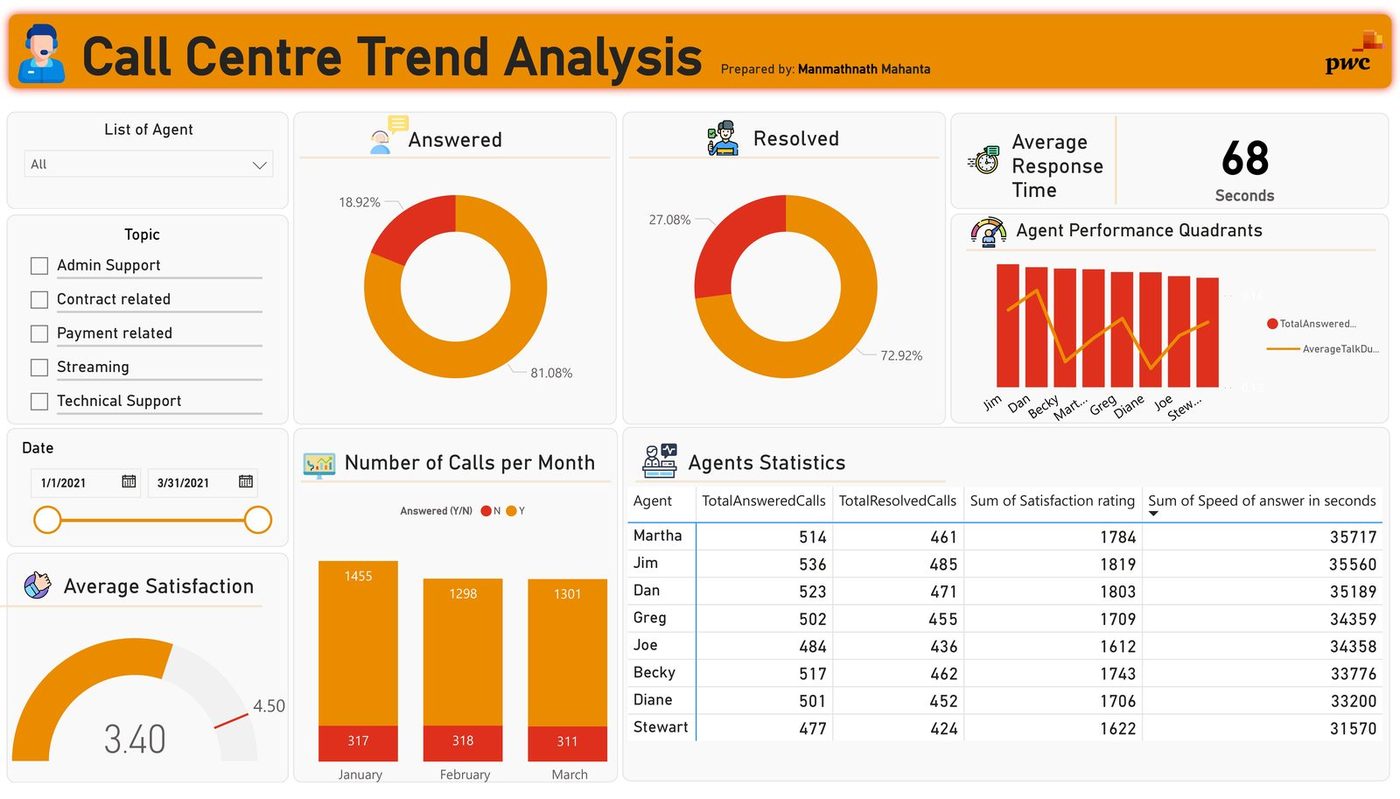 Call Centre Trend Analysis
Prepared by: Manmathnath Mahanta
pwc
List of Agent
All
Topic
Admin Support
Contract related
Payment related
Streaming
Technical Support
Date
1/1/2021
3/31/2021
Average Satisfaction
3.40
4.50
Answered
18.92%
81.08%
Resolved
27.08%
72.92%
Average
Response
Time
68
Seconds
Agent Performance Quadrants
TotalAnswered...
AverageTalkDu...
Jim Dan Becky Mart... Greg Diane Joe Stew...
Number of Calls per Month
Answered (Y/N) N Y
1455 1298 1301
317 318 311
January February March
Agents Statistics
Agent TotalAnsweredCalls TotalResolvedCalls Sum of Satisfaction rating Sum of Speed of answer in seconds
Martha 514 461 1784 35717
Jim 536 485 1819 35560
Dan 523 471 1803 35189
Greg 502 455 1709 34359
Joe 484 436 1612 34358
Becky 517 462 1743 33776
Diane 501 452 1706 33200
Stewart 477 424 1622 31570